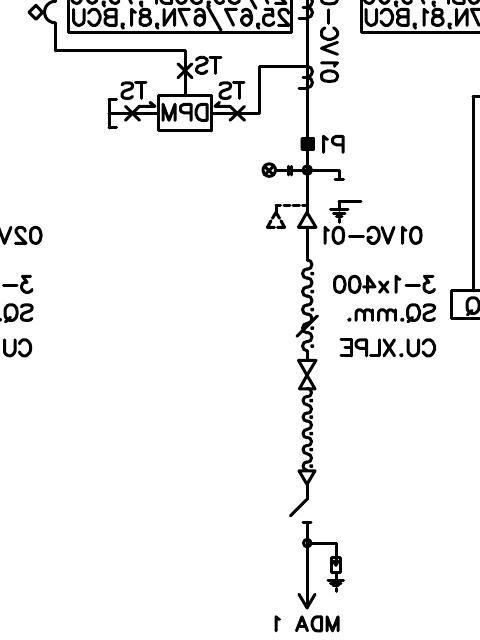 25,67/67N,81,BCU
7N,81,BCU
01VC-0
TS
TS
TS
DPM
P1
01VG-01
02V
3-1x400
SQ.mm.
CU.XLPE
3-
SQ.
CU
Q
MDA 1